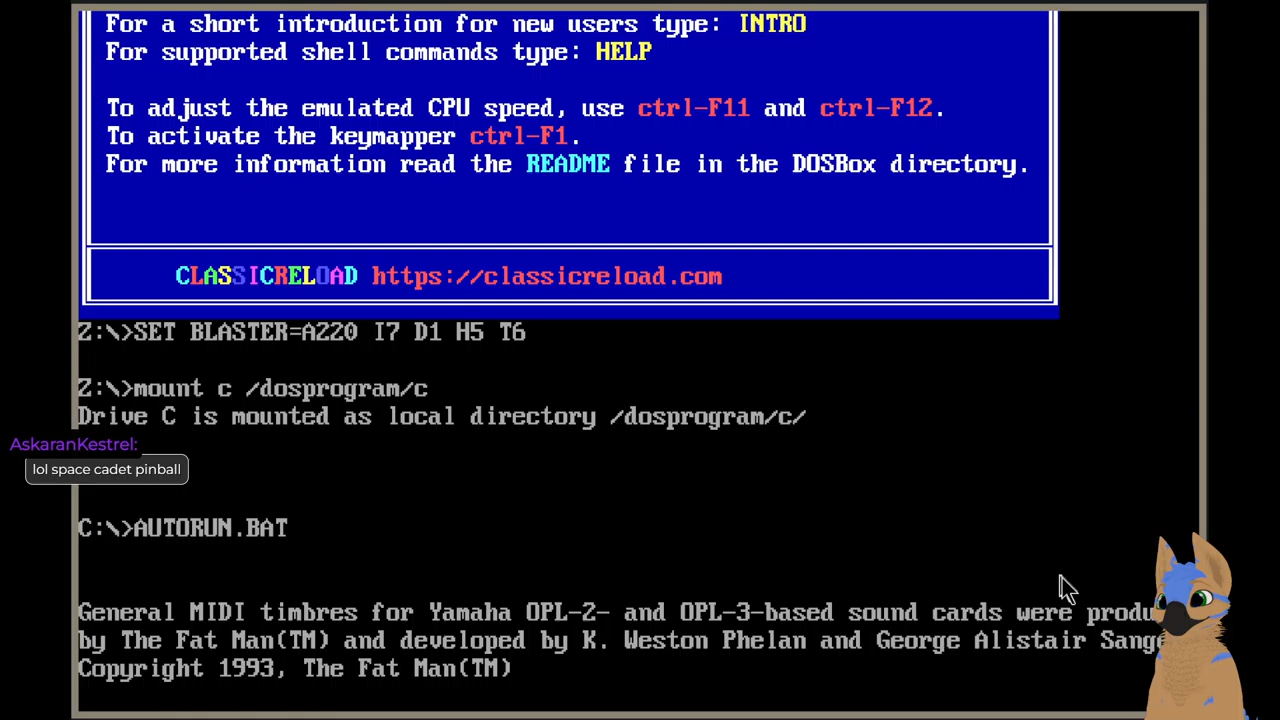 For a short introduction for new users type: INTRO
For supported shell commands type: HELP
To adjust the emulated CPU speed, use ctrl-F11 and ctrl-F12.
To activate the keymapper ctrl-F1.
For more information read the README file in the DOSBox directory.
CLASSICRELOAD https://classicreload.com
Z:\>SET BLASTER=A220 I7 D1 H5 T6
Z:\>mount c /dosprogram/c
Drive C is mounted as local directory /dosprogram/c/
AskaranKestrel:
lol space cadet pinball
C:\>AUTORUN.BAT
General MIDI timbres for Yamaha OPL-2- and OPL-3-based sound cards were
by The Fat Man(TM) and developed by K. Weston Phelan and George Alistair
Copyright 1993, The Fat Man(TM)